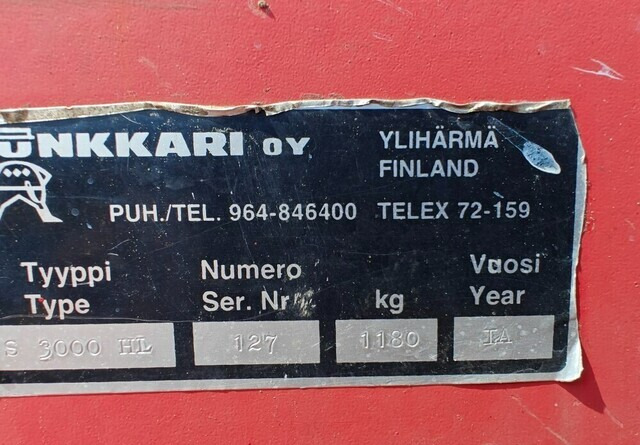 JUNKKARI OY YLIHÄRMÄ
FINLAND
PUH./TEL. 964-846400 TELEX 72-159
Tyyppi Numero Vuosi
Type Ser. Nr kg Year
S 3000 HL 127 1180 IA